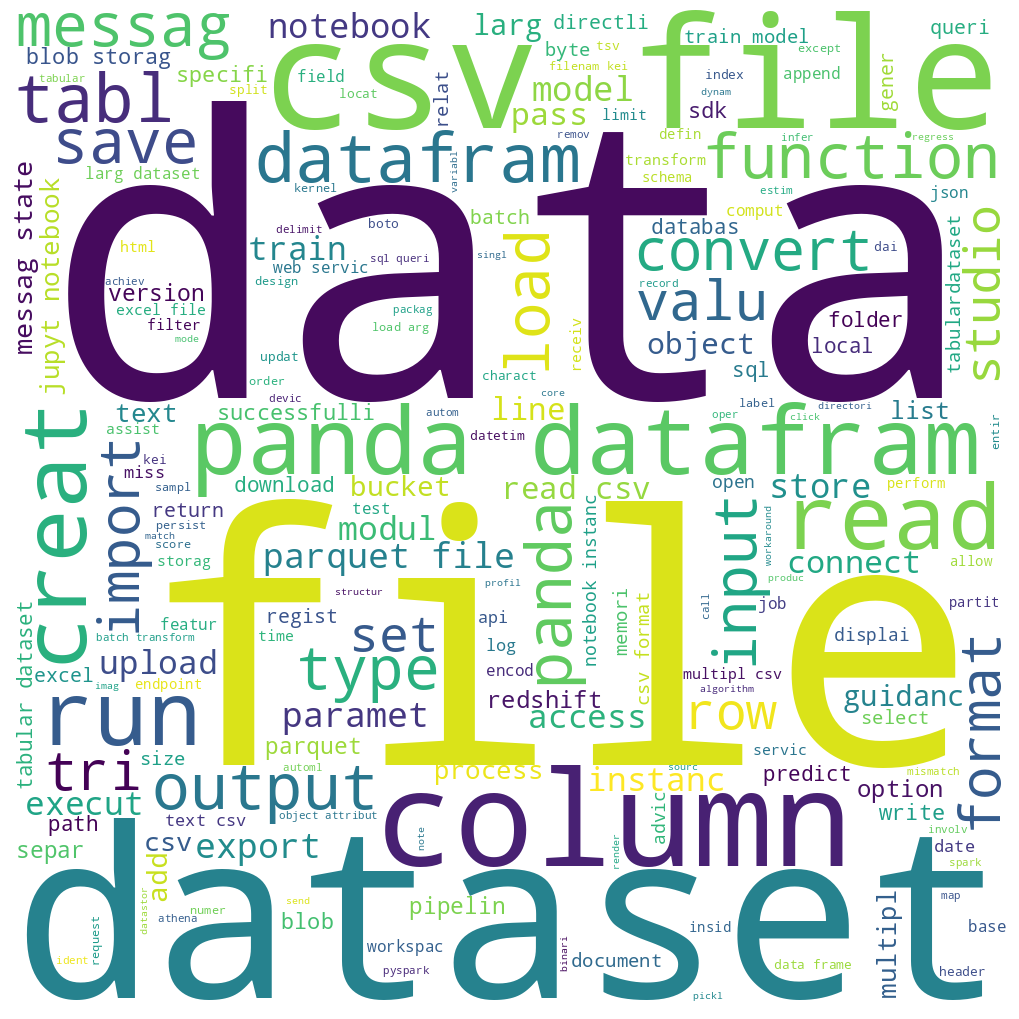 messag
notebook
larg
directli
train model
except
queri
blob storag
csv file
byte
tsv
tabular
specifi
field
filenam kei
split
locat
relat
model
index
append
gener
tabl
pass
limit
sdk
dynam
save
datafram
remov
defin
infer
regress
function
larg dataset
variabl
transform
schema
kernel
estim
json
messag state
jupyt notebook
data
batch
comput
delimit
boto
databas
html
train
web servic
sql queri
singl
convert
dai
tabulardataset
studio
achiev
version
design
load
record
excel file
packag
valu
filter
load arg
receiv
folder
mode
object
local
updat
charact
sql
order
devic
core
text
successfulli
autom
line
label
directori
list
oper
click
assist
datetim
entir
creat
import
panda datafram
kei
miss
sampl
download
bucket
read csv
open
store
perform
return
test
read
persist
modul
panda
notebook instanc
input
workaround
match
score
parquet file
connect
storag
file
allow
profil
produc
structur
memori
csv format
call
tabular dataset
featur
regist
api
job
partit
batch transform
time
set
log
displai
upload
excel
type
encod
multipl csv
format
imag
endpoint
algorithm
redshift
guidanc
run
paramet
access
row
select
parquet
servic
size
tri
automl
process
sourc
predict
mismatch
output
instanc
option
execut
column
path
text csv
object attribut
note
advic
write
involv
separ
csv
export
render
date
add
spark
dataset
datastor
send
map
numer
pipelin
multipl
athena
blob
insid
base
request
workspac
binari
ident
pyspark
document
data frame
header
pickl